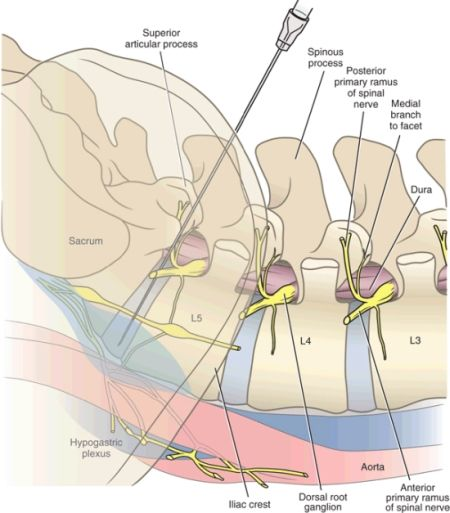 Superior
articular process
Spinous
process
Posterior
primary ramus
of spinal
nerve
Medial
branch
to facet
Dura
Sacrum
L5
L4
L3
Hypogastric
plexus
Aorta
Iliac crest
Dorsal root
ganglion
Anterior
primary ramus
of spinal nerve